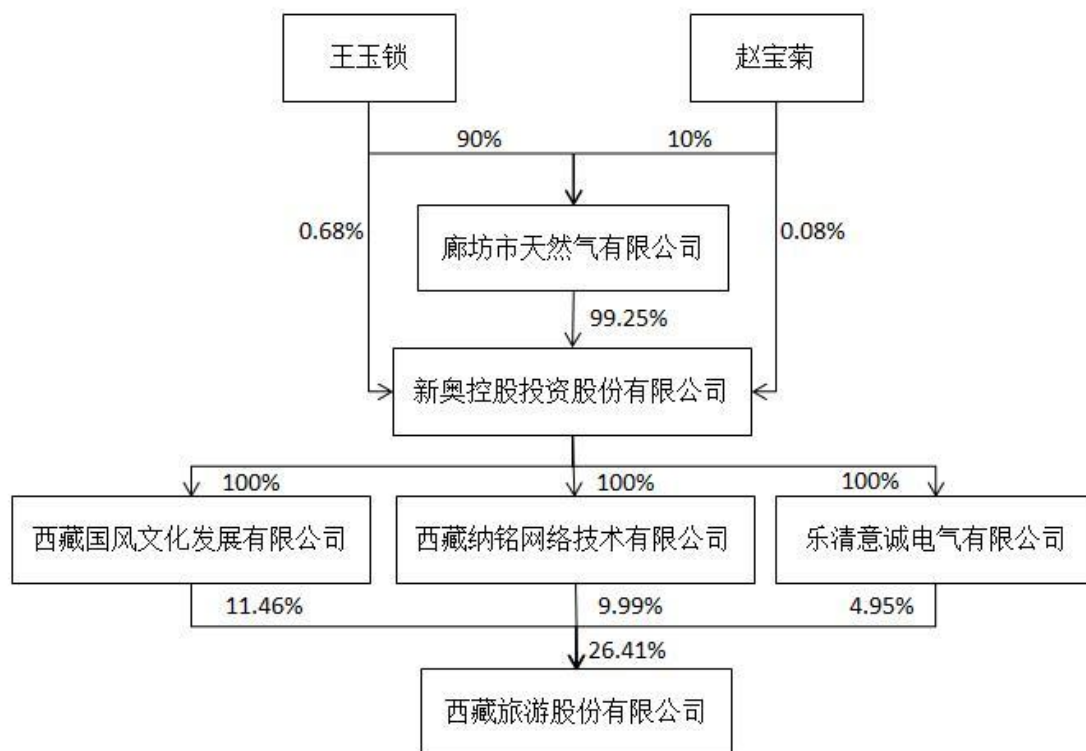 王玉锁
赵宝菊
90%
10%
0.68%
0.08%
廊坊市天然气有限公司
99.25%
新奥控股投资股份有限公司
100%
100%
100%
西藏国风文化发展有限公司
西藏纳铭网络技术有限公司
乐清意诚电气有限公司
11.46%
9.99%
4.95%
26.41%
西藏旅游股份有限公司